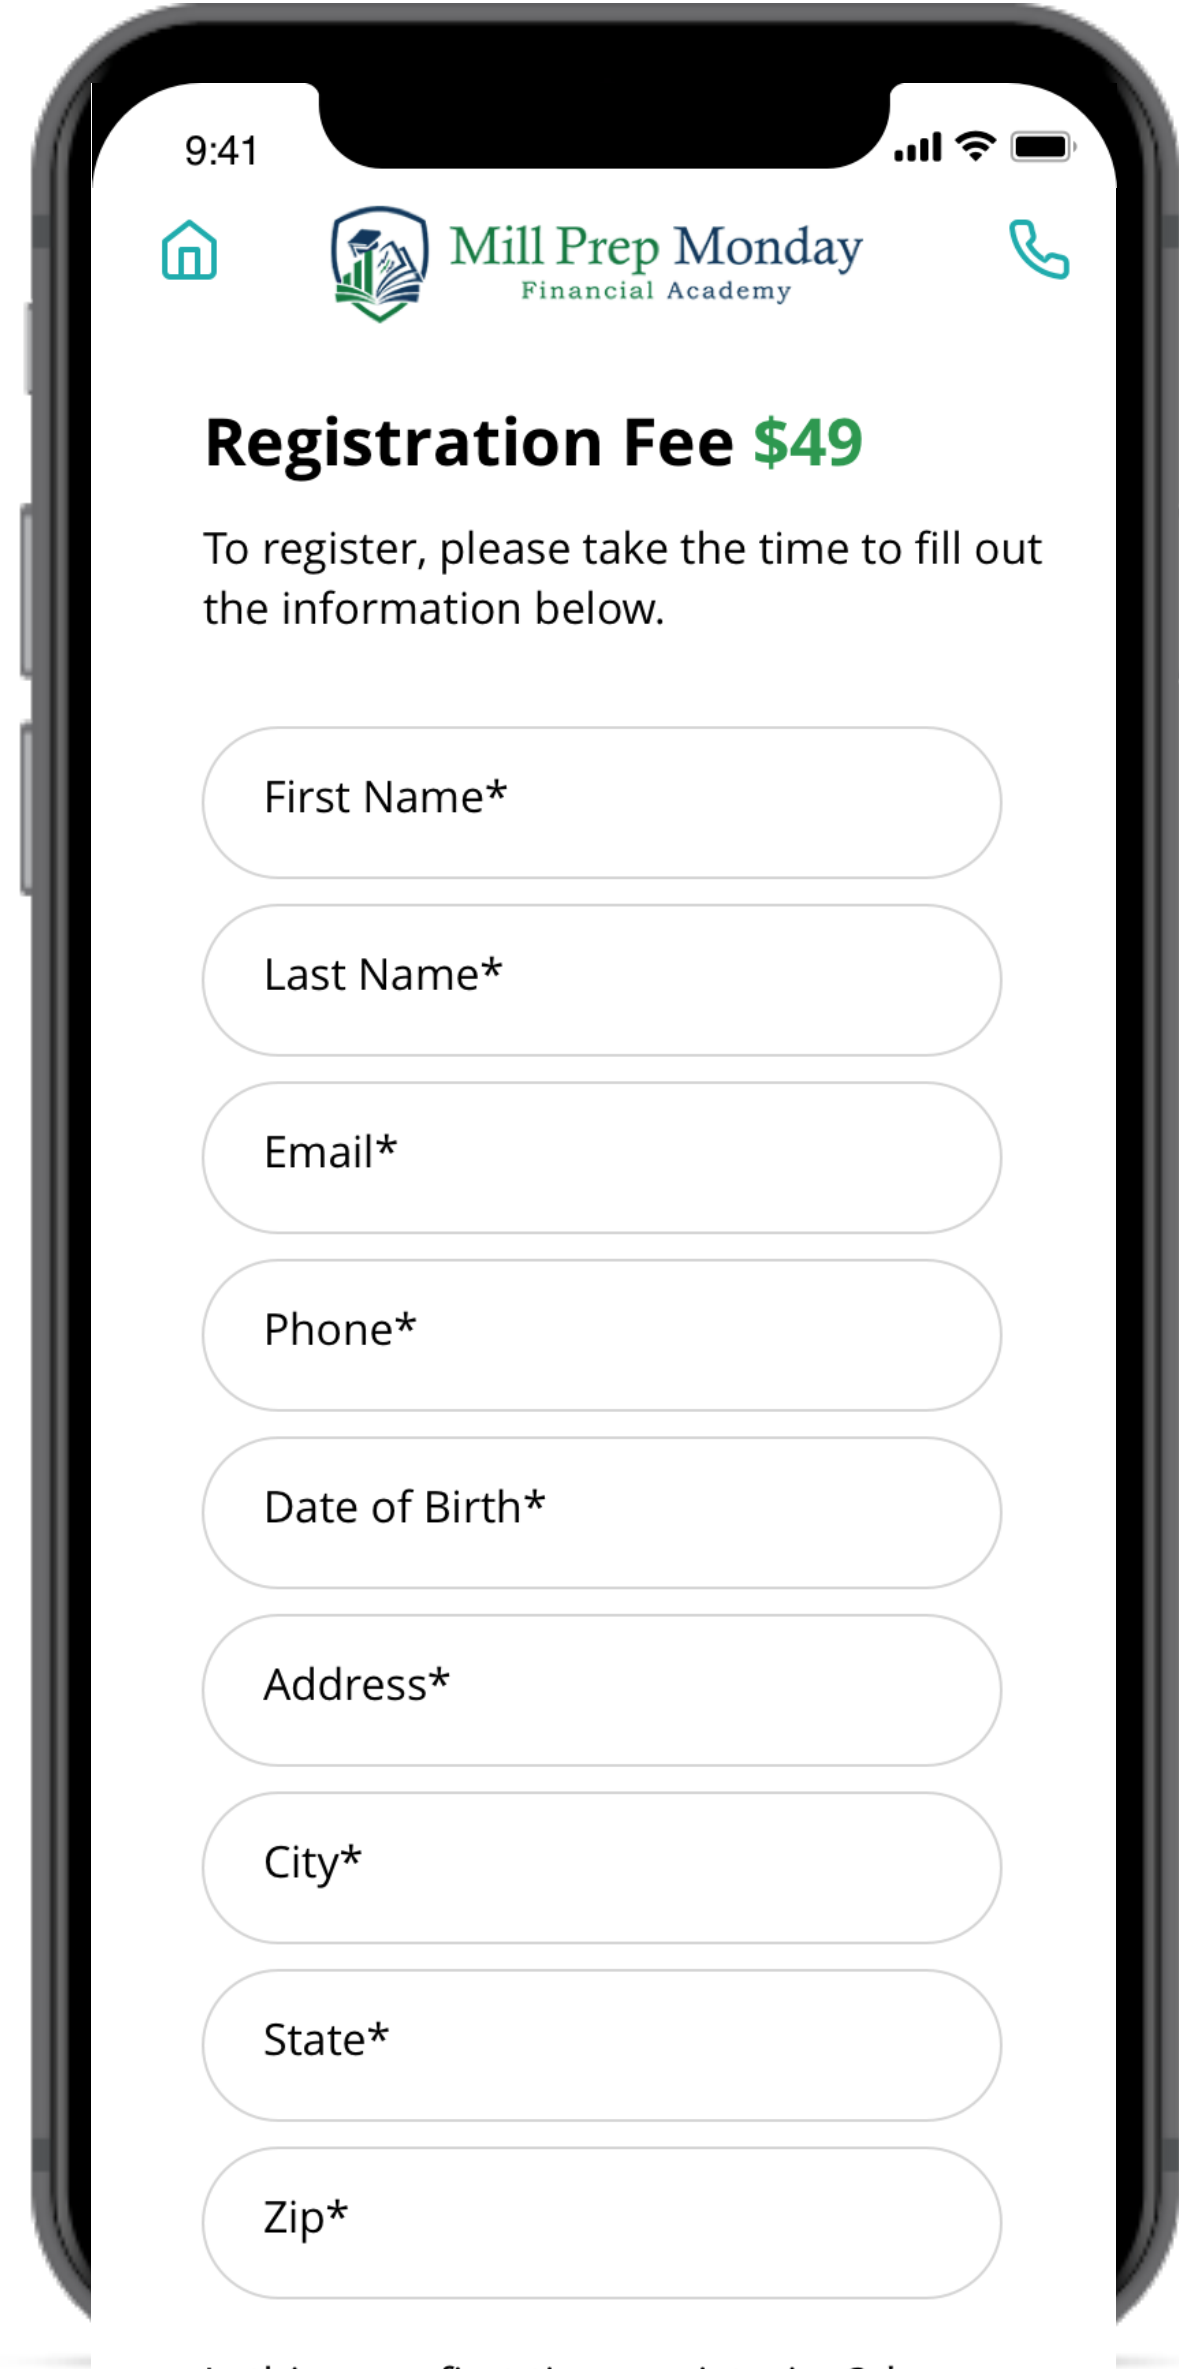 9:41
Mill Prep Monday
Financial Academy
Registration Fee $49
To register, please take the time to fill out
the information below.
First Name*
Last Name*
Email*
Phone*
Date of Birth*
Address*
City*
State*
Zip*